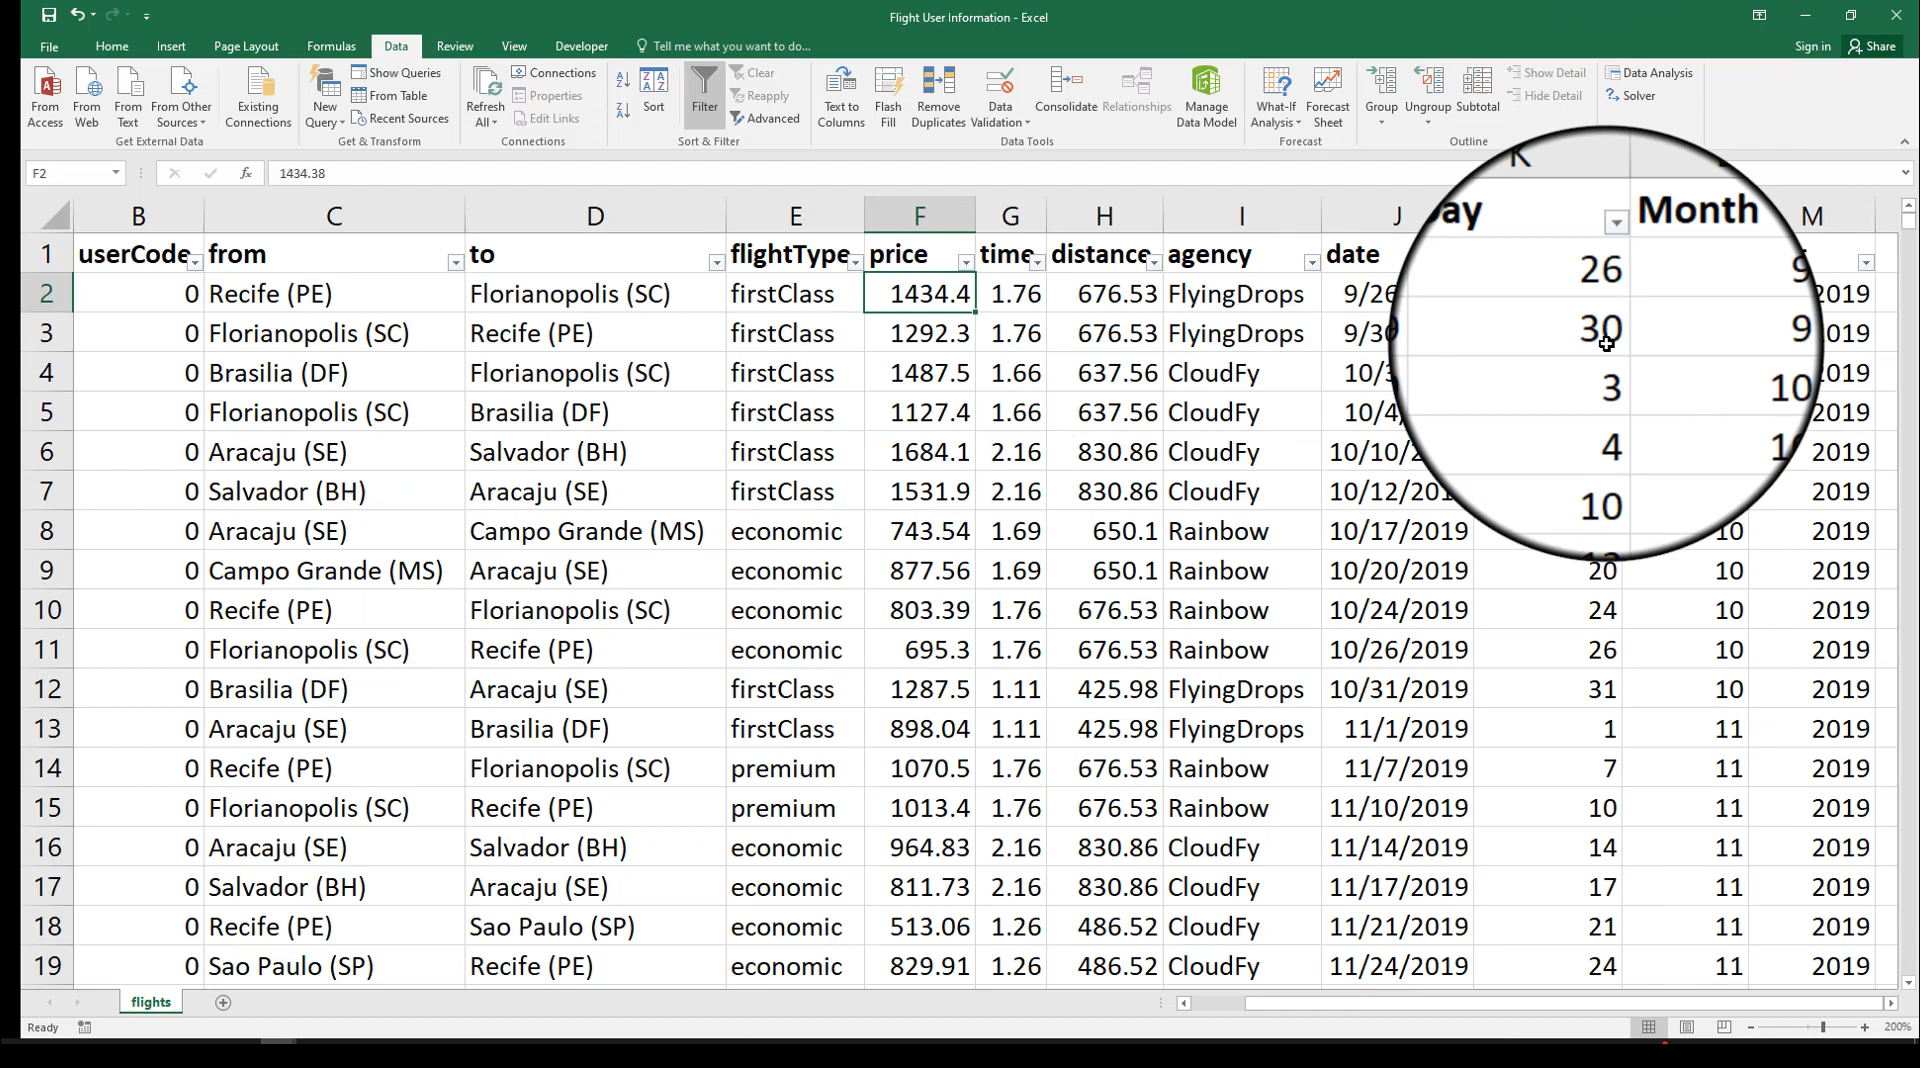 Flight User Information - Excel
File Home Insert Page Layout Formulas Data Review View Developer Tell me what you want to do... Sign in Share
From Access
From Web
From Text
From Other Sources
Existing Connections
Get External Data
New Query
Show Queries
From Table
Recent Sources
Get & Transform
Refresh All
Connections
Properties
Edit Links
Connections
Sort
Filter
Clear
Reapply
Advanced
Sort & Filter
Text to Columns
Flash Fill
Remove Duplicates
Data Validation
Consolidate
Relationships
Manage Data Model
Data Tools
What-If Analysis
Forecast Sheet
Forecast
Group
Ungroup
Subtotal
Show Detail
Hide Detail
Outline
Data Analysis
Solver
F2 fx 1434.38
B C D E F G H I J K M
1 userCode from to flightType price time distance agency date ay Month
2 0 Recife (PE) Florianopolis (SC) firstClass 1434.4 1.76 676.53 FlyingDrops 9/26 26 9 2019
3 0 Florianopolis (SC) Recife (PE) firstClass 1292.3 1.76 676.53 FlyingDrops 9/30 30 9 2019
4 0 Brasilia (DF) Florianopolis (SC) firstClass 1487.5 1.66 637.56 CloudFy 10/3 3 10 2019
5 0 Florianopolis (SC) Brasilia (DF) firstClass 1127.4 1.66 637.56 CloudFy 10/4/ 4 2019
6 0 Aracaju (SE) Salvador (BH) firstClass 1684.1 2.16 830.86 CloudFy 10/10/2 10 2019
7 0 Salvador (BH) Aracaju (SE) firstClass 1531.9 2.16 830.86 CloudFy 10/12/201 2019
8 0 Aracaju (SE) Campo Grande (MS) economic 743.54 1.69 650.1 Rainbow 10/17/2019 10 2019
9 0 Campo Grande (MS) Aracaju (SE) economic 877.56 1.69 650.1 Rainbow 10/20/2019 20 10 2019
10 0 Recife (PE) Florianopolis (SC) economic 803.39 1.76 676.53 Rainbow 10/24/2019 24 10 2019
11 0 Florianopolis (SC) Recife (PE) economic 695.3 1.76 676.53 Rainbow 10/26/2019 26 10 2019
12 0 Brasilia (DF) Aracaju (SE) firstClass 1287.5 1.11 425.98 FlyingDrops 10/31/2019 31 10 2019
13 0 Aracaju (SE) Brasilia (DF) firstClass 898.04 1.11 425.98 FlyingDrops 11/1/2019 1 11 2019
14 0 Recife (PE) Florianopolis (SC) premium 1070.5 1.76 676.53 Rainbow 11/7/2019 7 11 2019
15 0 Florianopolis (SC) Recife (PE) premium 1013.4 1.76 676.53 Rainbow 11/10/2019 10 11 2019
16 0 Aracaju (SE) Salvador (BH) economic 964.83 2.16 830.86 CloudFy 11/14/2019 14 11 2019
17 0 Salvador (BH) Aracaju (SE) economic 811.73 2.16 830.86 CloudFy 11/17/2019 17 11 2019
18 0 Recife (PE) Sao Paulo (SP) economic 513.06 1.26 486.52 CloudFy 11/21/2019 21 11 2019
19 0 Sao Paulo (SP) Recife (PE) economic 829.91 1.26 486.52 CloudFy 11/24/2019 24 11 2019
flights
Ready 200%